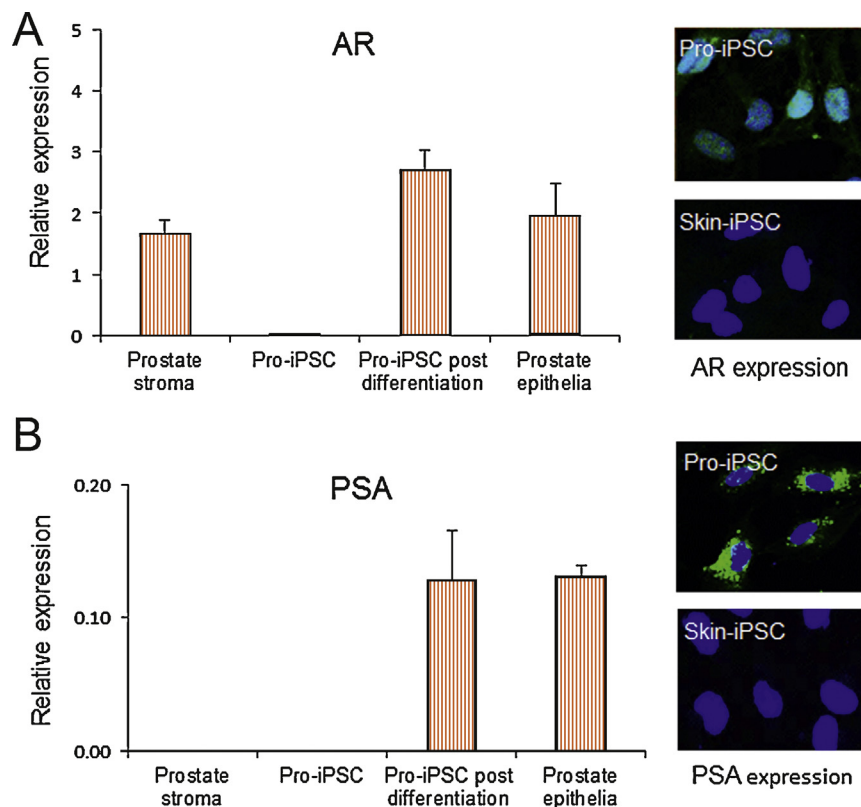 A
AR
Relative expression
5
4
3
2
1
0
Prostate
stroma
Pro-iPSC
Pro-iPSC post
differentiation
Prostate
epithelia
Pro-iPSC
Skin-iPSC
AR expression
B
PSA
Relative expression
0.20
0.10
0.00
Prostate
stroma
Pro-iPSC
Pro-iPSC post
differentiation
Prostate
epithelia
Pro-iPSC
Skin-iPSC
PSA expression